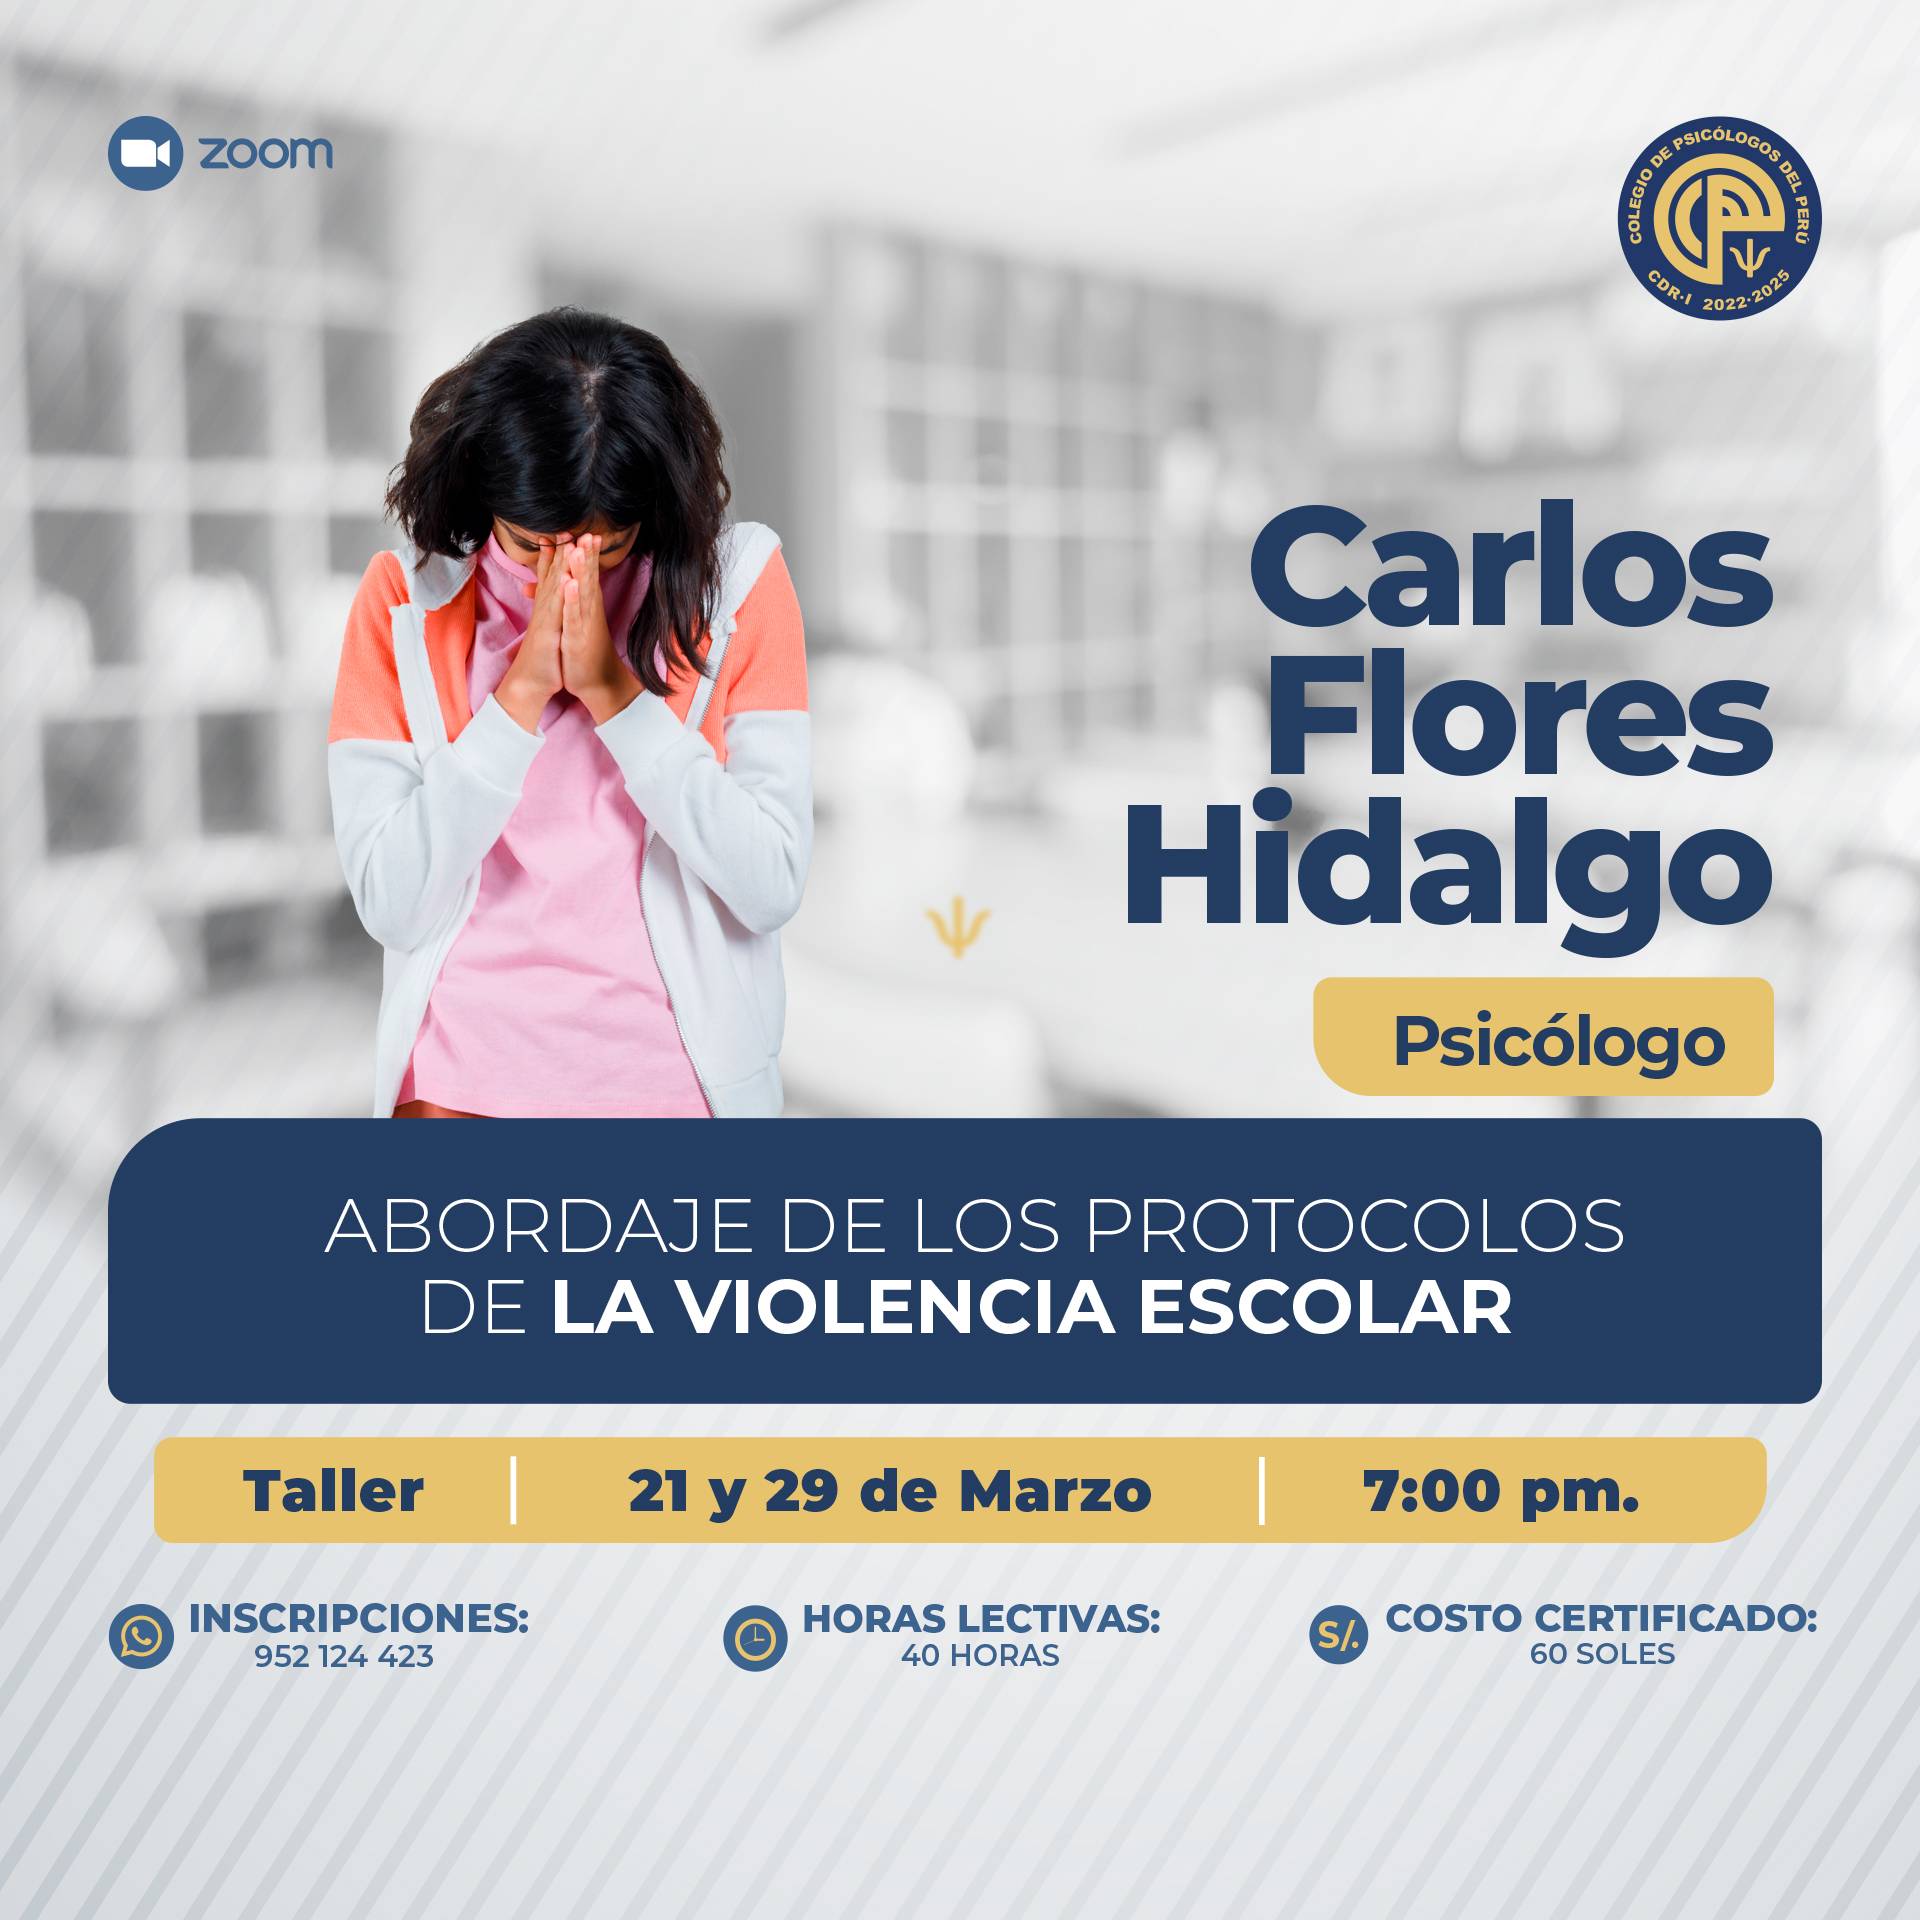 zoom
COLEGIO DE PSICÓLOGOS DEL PERÚ
CDR·I 2022·2025
Carlos
Flores
Hidalgo
Psicólogo
ABORDAJE DE LOS PROTOCOLOS
DE LA VIOLENCIA ESCOLAR
Taller | 21 y 29 de Marzo | 7:00 pm.
INSCRIPCIONES:
952 124 423
HORAS LECTIVAS:
40 HORAS
S/.
COSTO CERTIFICADO:
60 SOLES